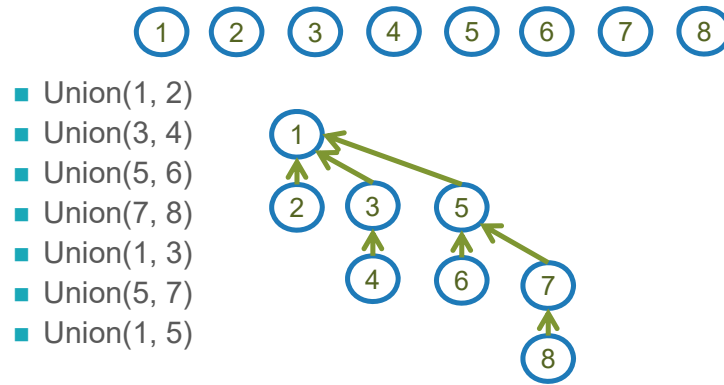 1 2 3 4 5 6 7 8
Union(1, 2)
Union(3, 4)
Union(5, 6)
Union(7, 8)
Union(1, 3)
Union(5, 7)
Union(1, 5)
1
2 3 5
4 6 7
8